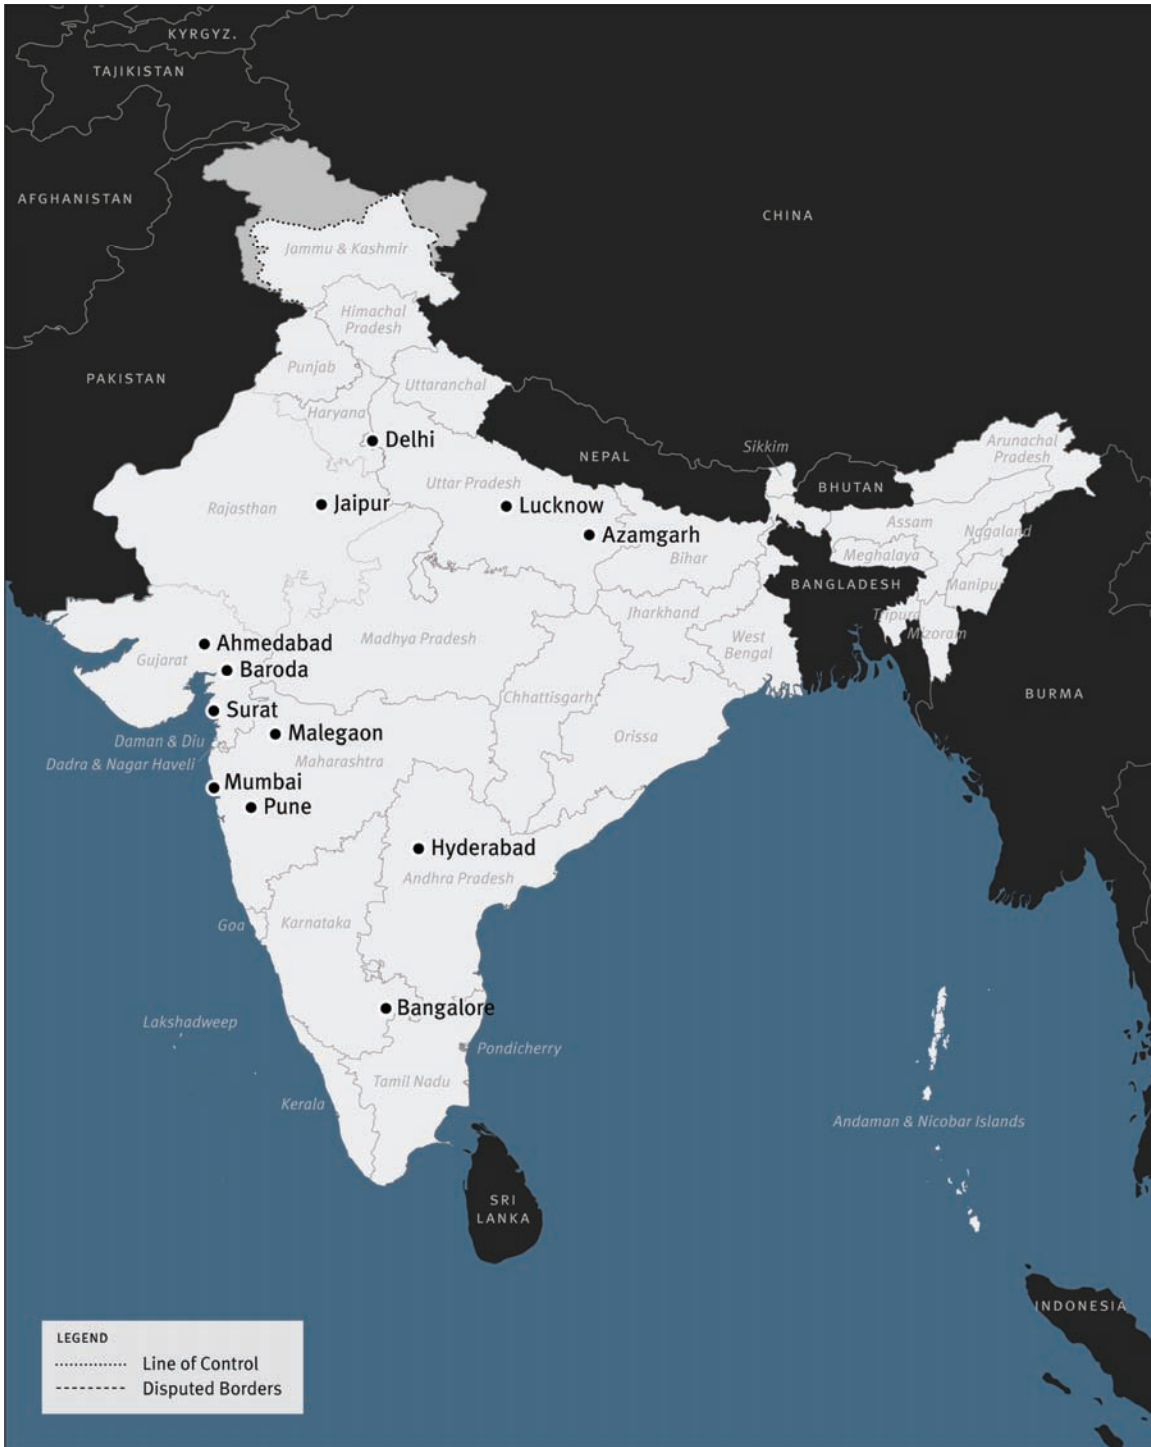 KYRGYZ.
TAJIKISTAN
AFGHANISTAN
CHINA
Jammu & Kashmir
Himachal
Pradesh
Punjab
PAKISTAN
Uttaranchal
Haryana
Delhi
Sikkim
Arunachal
Pradesh
NEPAL
Uttar Pradesh
BHUTAN
Rajasthan
Jaipur
Lucknow
Assam
Nagaland
Azamgarh
Bihar
Meghalaya
BANGLADESH
Manipur
Jharkhand
Tripura
Mizoram
Madhya Pradesh
West
Bengal
Ahmedabad
Gujarat
Baroda
BURMA
Chhattisgarh
Surat
Malegaon
Orissa
Daman & Diu
Dadra & Nagar Haveli
Maharashtra
Mumbai
Pune
Hyderabad
Andhra Pradesh
Goa
Karnataka
Bangalore
Lakshadweep
Pondicherry
Tamil Nadu
Kerala
Andaman & Nicobar Islands
SRI
LANKA
INDONESIA
LEGEND
Line of Control
Disputed Borders